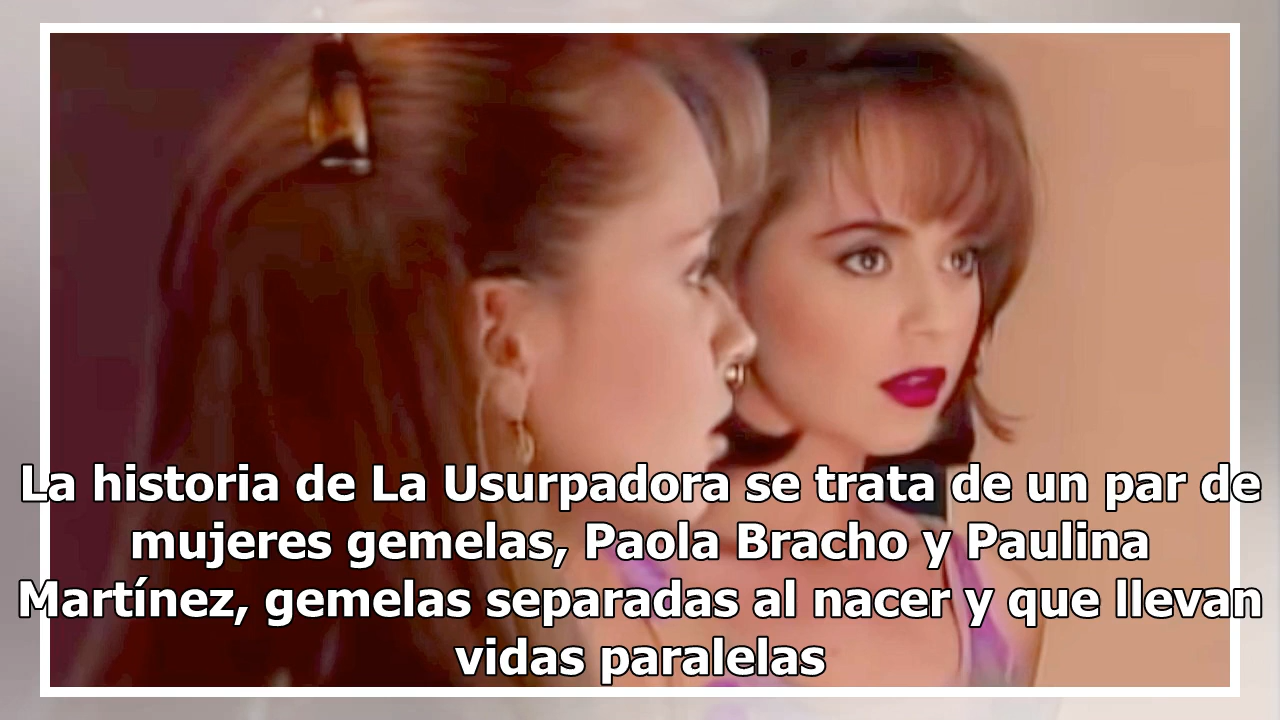 La historia de La Usurpadora se trata de un par de
mujeres gemelas, Paola Bracho y Paulina
Martínez, gemelas separadas al nacer y que llevan
vidas paralelas